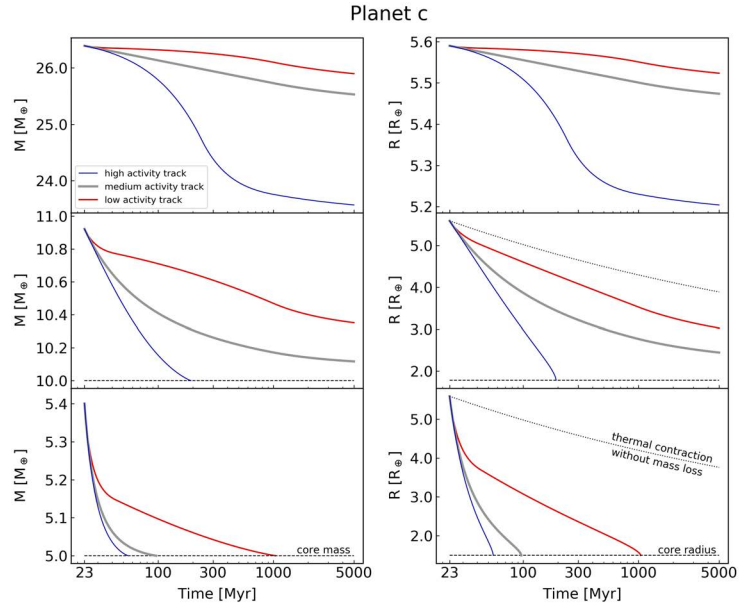 Planet c
M [M⊕]
26.0
25.0
24.0
high activity track
medium activity track
low activity track
R [R⊕]
5.6
5.5
5.4
5.3
5.2
M [M⊕]
11.0
10.8
10.6
10.4
10.2
10.0
R [R⊕]
5.0
4.0
3.0
2.0
M [M⊕]
5.4
5.3
5.2
5.1
5.0
core mass
23 100 300 1000 5000
Time [Myr]
R [R⊕]
5.0
4.0
3.0
2.0
thermal contraction
without mass loss
core radius
23 100 300 1000 5000
Time [Myr]